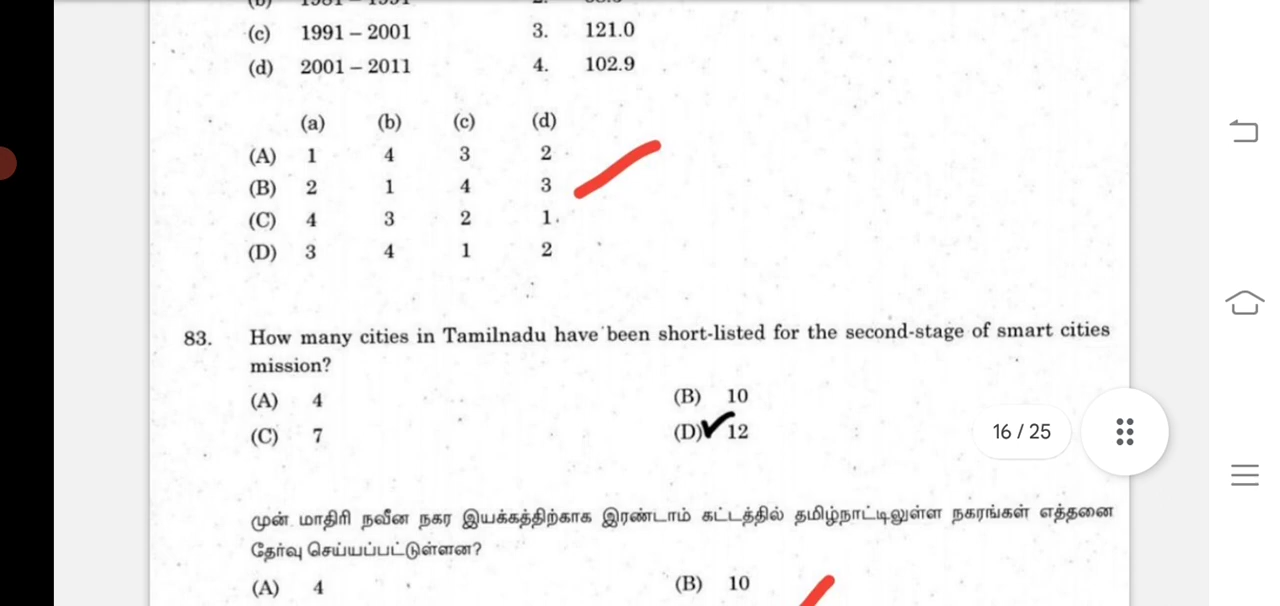 (c) 1991 – 2001 3. 121.0
(d) 2001 – 2011 4. 102.9
(a) (b) (c) (d)
(A) 1 4 3 2
(B) 2 1 4 3
(C) 4 3 2 1
(D) 3 4 1 2
83. How many cities in Tamilnadu have been short-listed for the second-stage of smart cities
mission?
(A) 4 (B) 10
(C) 7 (D) 12
16 / 25
முன் மாதிரி நவீன நகர இயக்கத்திற்காக இரண்டாம் கட்டத்தில் தமிழ்நாட்டிலுள்ள நகரங்கள் எத்தனை
தேர்வு செய்யப்பட்டுள்ளன?
(A) 4 (B) 10